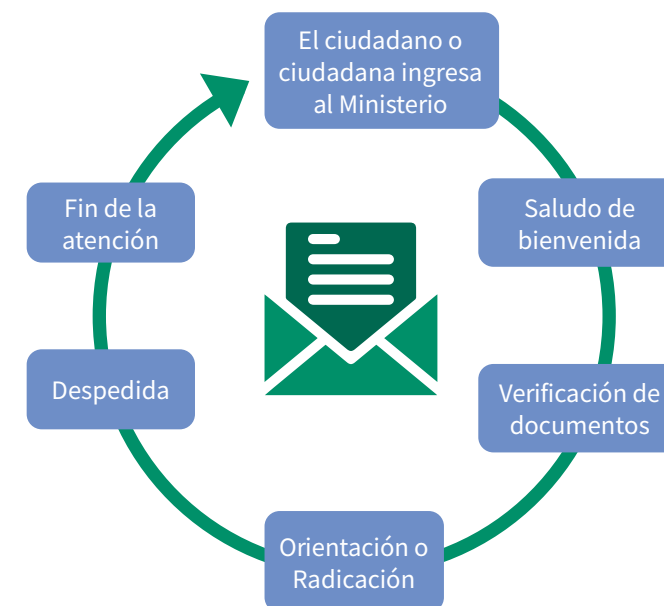 El ciudadano o
ciudadana ingresa
al Ministerio
Saludo de
bienvenida
Verificación de
documentos
Orientación o
Radicación
Despedida
Fin de la
atención